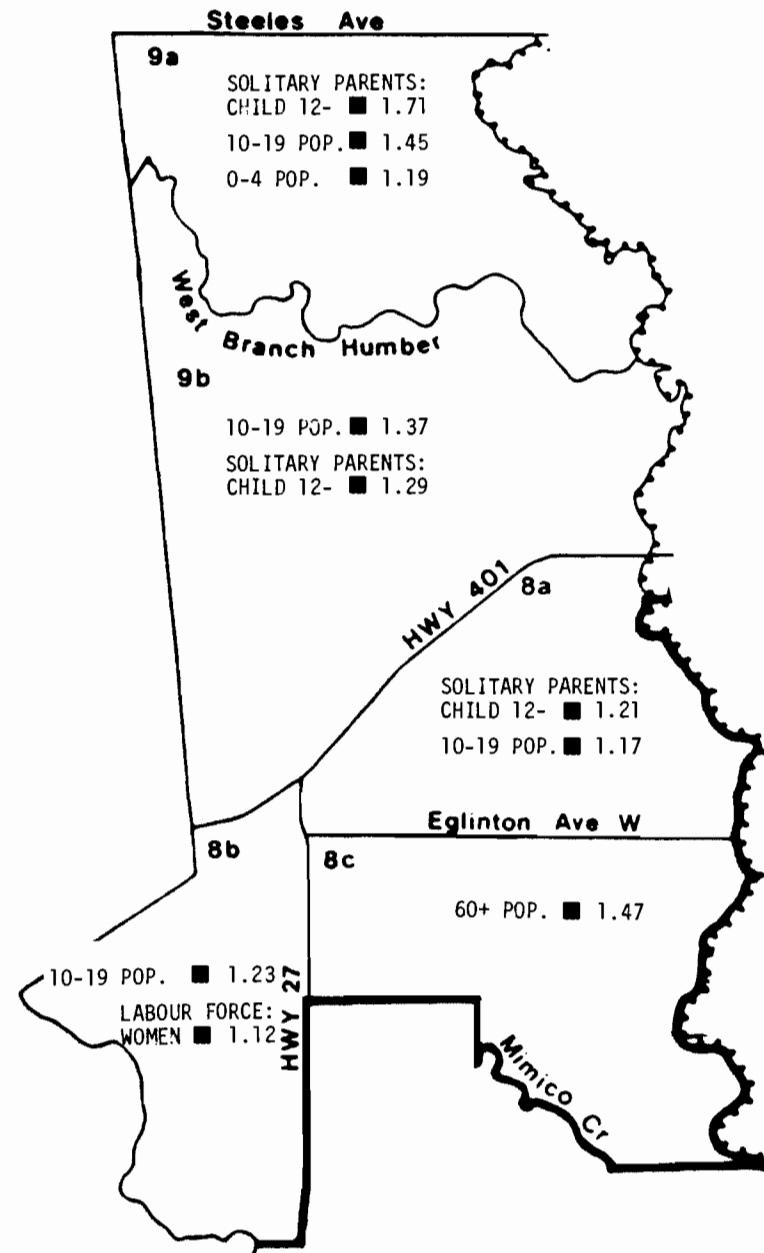 Steeles Ave
9a
SOLITARY PARENTS:
CHILD 12- ■ 1.71
10-19 POP. ■ 1.45
0-4 POP. ■ 1.19
West Branch Humber
9b
10-19 POP. ■ 1.37
SOLITARY PARENTS:
CHILD 12- ■ 1.29
HWY 401
8a
SOLITARY PARENTS:
CHILD 12- ■ 1.21
10-19 POP. ■ 1.17
Eglinton Ave W
8b
8c
60+ POP. ■ 1.47
10-19 POP. ■ 1.23
LABOUR FORCE:
WOMEN ■ 1.12
HWY 27
Mimico Cr